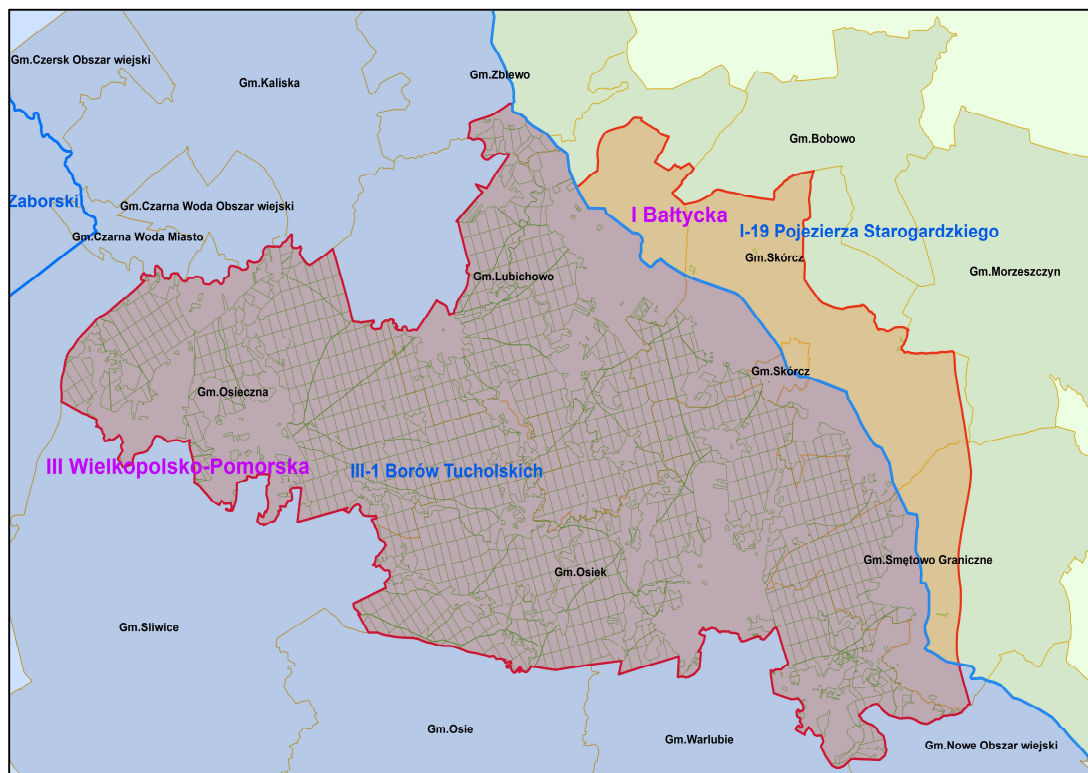 Gm.Czersk Obszar wiejski
Gm.Kaliska
Gm.Zblewo
Gm.Bobowo
Zaborski
Gm.Czarna Woda Obszar wiejski
I Bałtycka
Gm.Czarna Woda Miasto
I-19 Pojezierza Starogardzkiego
Gm.Skórcz
Gm.Lubichowo
Gm.Morzeszczyn
Gm.Skórcz
Gm.Osieczna
III Wielkopolsko-Pomorska
III-1 Borów Tucholskich
Gm.Smętowo Graniczne
Gm.Osiek
Gm.Sliwice
Gm.Osie
Gm.Warlubie
Gm.Nowe Obszar wiejski